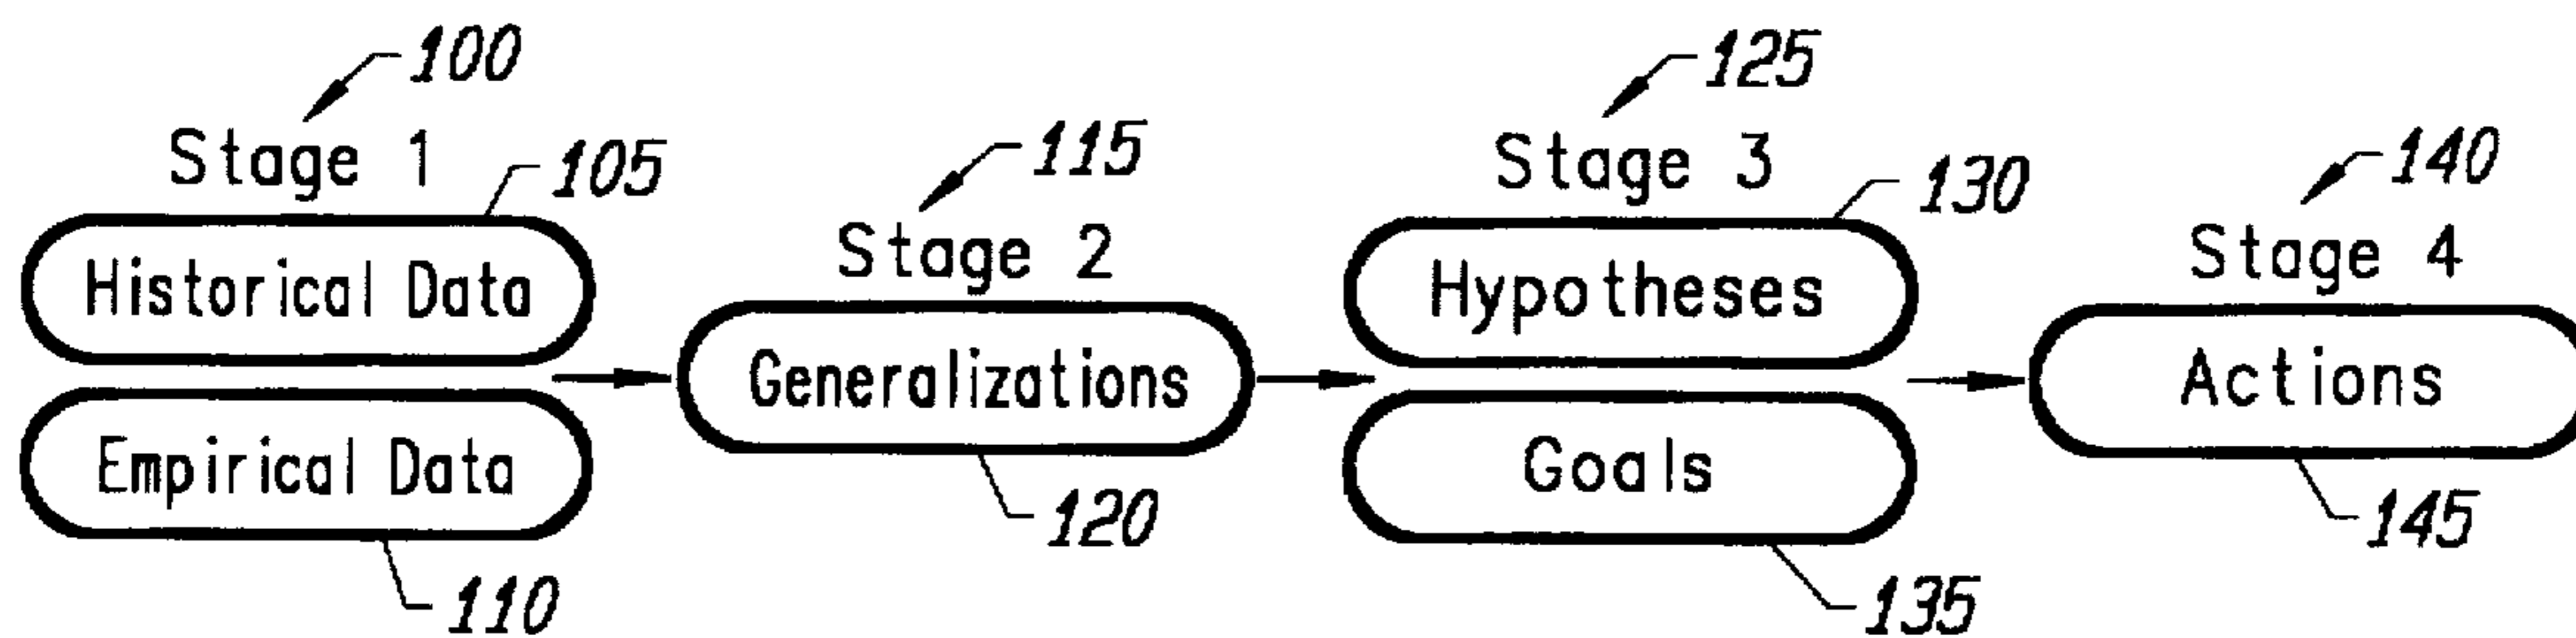 100
Stage 1
105
Historical Data
Empirical Data
110
115
Stage 2
Generalizations
120
125
Stage 3
130
Hypotheses
Goals
135
140
Stage 4
Actions
145